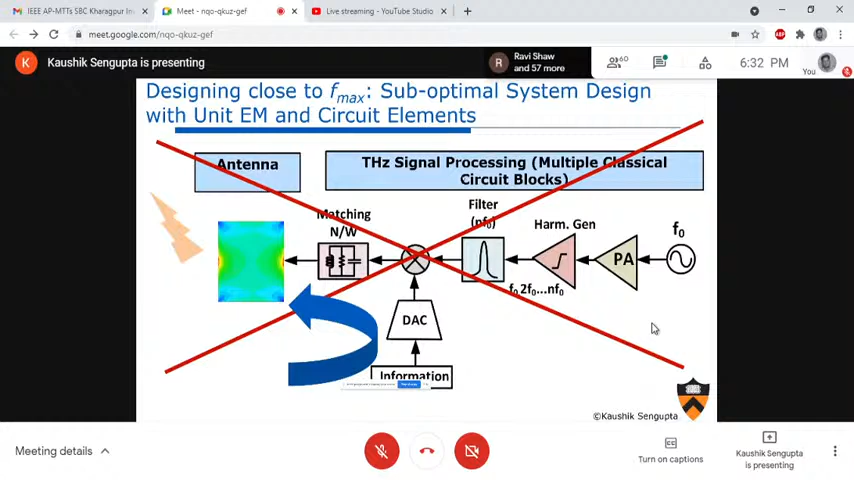 IEEE AP-MTTS SBC Kharagpur In
Meet - nqo-qkuz-gef
Live streaming - YouTube Studio
meet.google.com/nqo-qkuz-gef
ABP
K Kaushik Sengupta is presenting
R Ravi Shaw
and 57 more
60
6:32 PM
You
Designing close to fmax: Sub-optimal System Design
with Unit EM and Circuit Elements
Antenna
THz Signal Processing (Multiple Classical
Circuit Blocks)
Matching
N/W
Filter
(nf0)
Harm. Gen
f0
PA
f0 2f0...nf0
DAC
Information
©Kaushik Sengupta
Meeting details
Turn on captions
Kaushik Sengupta
is presenting